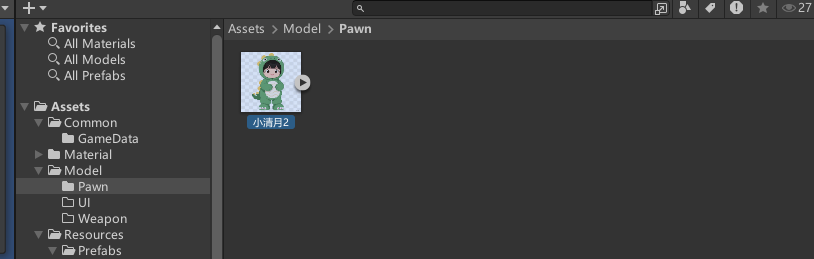 27
Favorites
All Materials
All Models
All Prefabs
Assets
Common
GameData
Material
Model
Pawn
UI
Weapon
Resources
Prefabs
Assets > Model > Pawn
小清月2